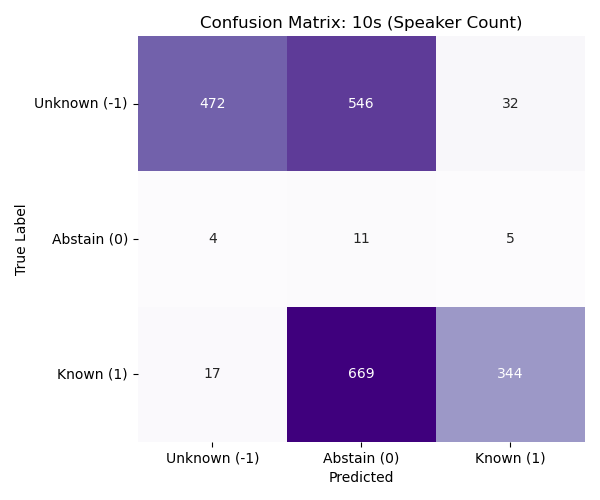 Confusion Matrix: 10s (Speaker Count)
True Label
Unknown (-1)
472 546 32
Abstain (0)
4 11 5
Known (1)
17 669 344
Unknown (-1) Abstain (0) Known (1)
Predicted